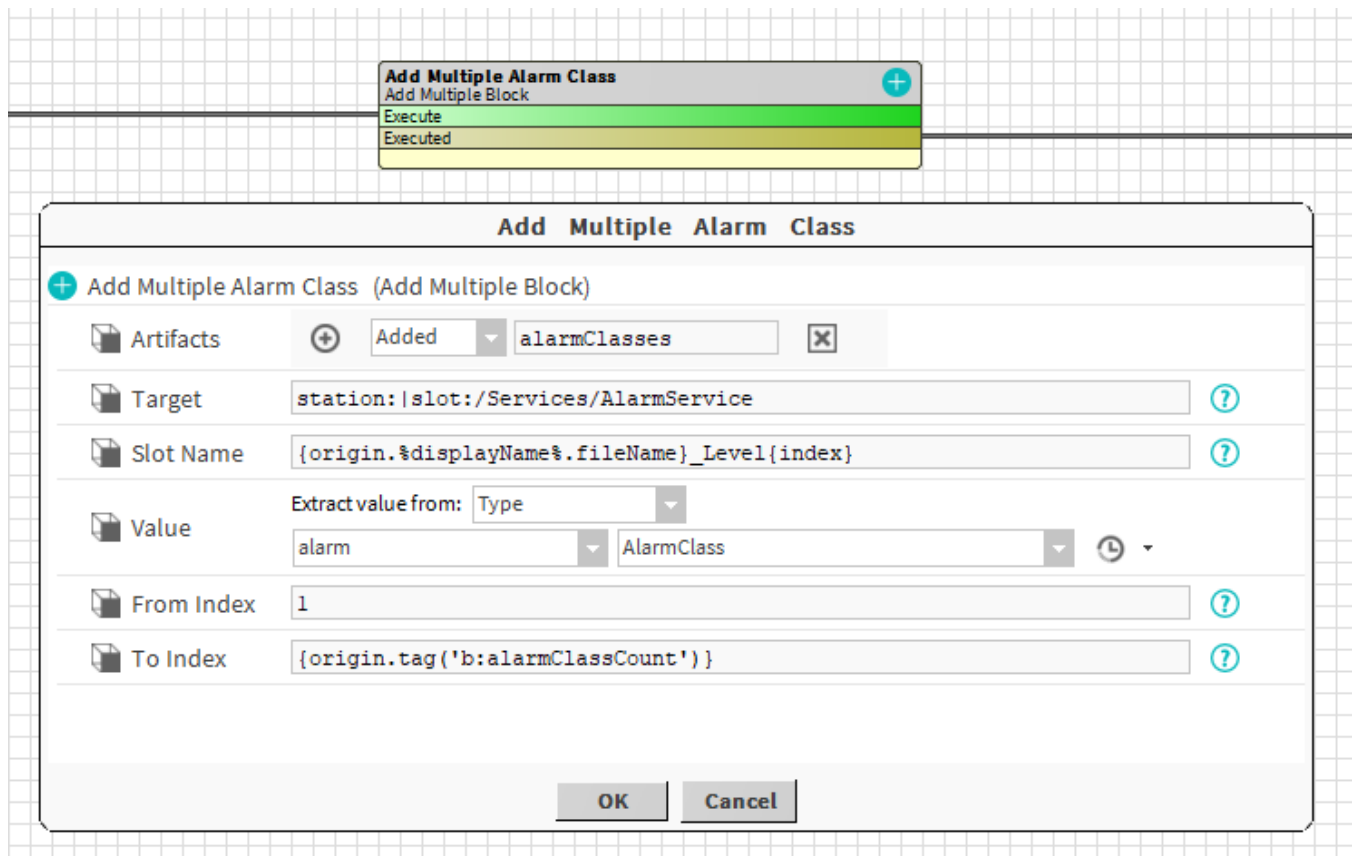 Add Multiple Alarm Class
Add Multiple Block
Execute
Executed
Add Multiple Alarm Class
Add Multiple Alarm Class (Add Multiple Block)
Artifacts Added alarmClasses
Target station:|slot:/Services/AlarmService
Slot Name {origin.%displayName%.fileName}_Level{index}
Extract value from: Type
Value
alarm AlarmClass
From Index 1
To Index {origin.tag('b:alarmClassCount')}
OK Cancel